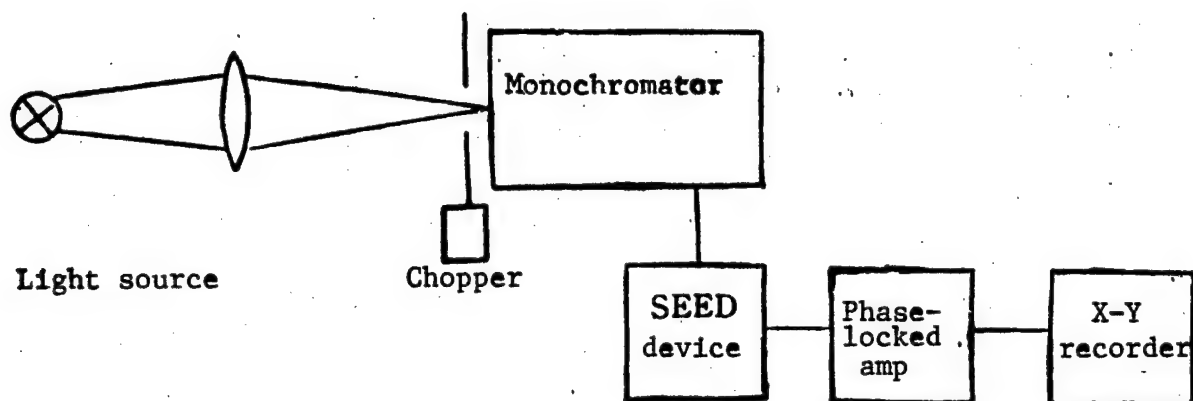 Monochromator
Light source
Chopper
SEED
device
Phase-
locked
amp
X-Y
recorder